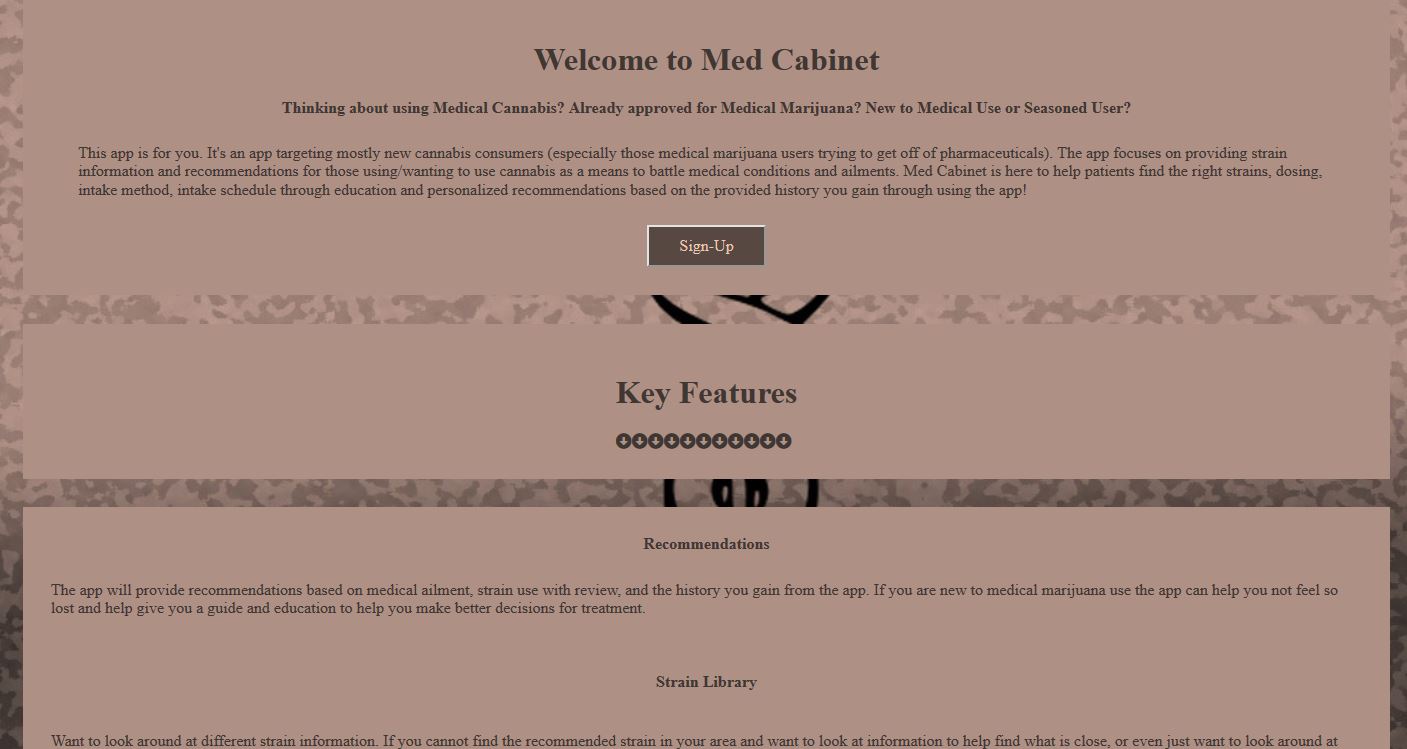 Welcome to Med Cabinet
Thinking about using Medical Cannabis? Already approved for Medical Marijuana? New to Medical Use or Seasoned User?
This app is for you. It's an app targeting mostly new cannabis consumers (especially those medical marijuana users trying to get off of pharmaceuticals). The app focuses on providing strain
information and recommendations for those using/wanting to use cannabis as a means to battle medical conditions and ailments. Med Cabinet is here to help patients find the right strains, dosing,
intake method, intake schedule through education and personalized recommendations based on the provided history you gain through using the app!
Sign-Up
Key Features
Recommendations
The app will provide recommendations based on medical ailment, strain use with review, and the history you gain from the app. If you are new to medical marijuana use the app can help you not feel so
lost and help give you a guide and education to help you make better decisions for treatment.
Strain Library
Want to look around at different strain information. If you cannot find the recommended strain in your area and want to look at information to help find what is close, or even just want to look around at